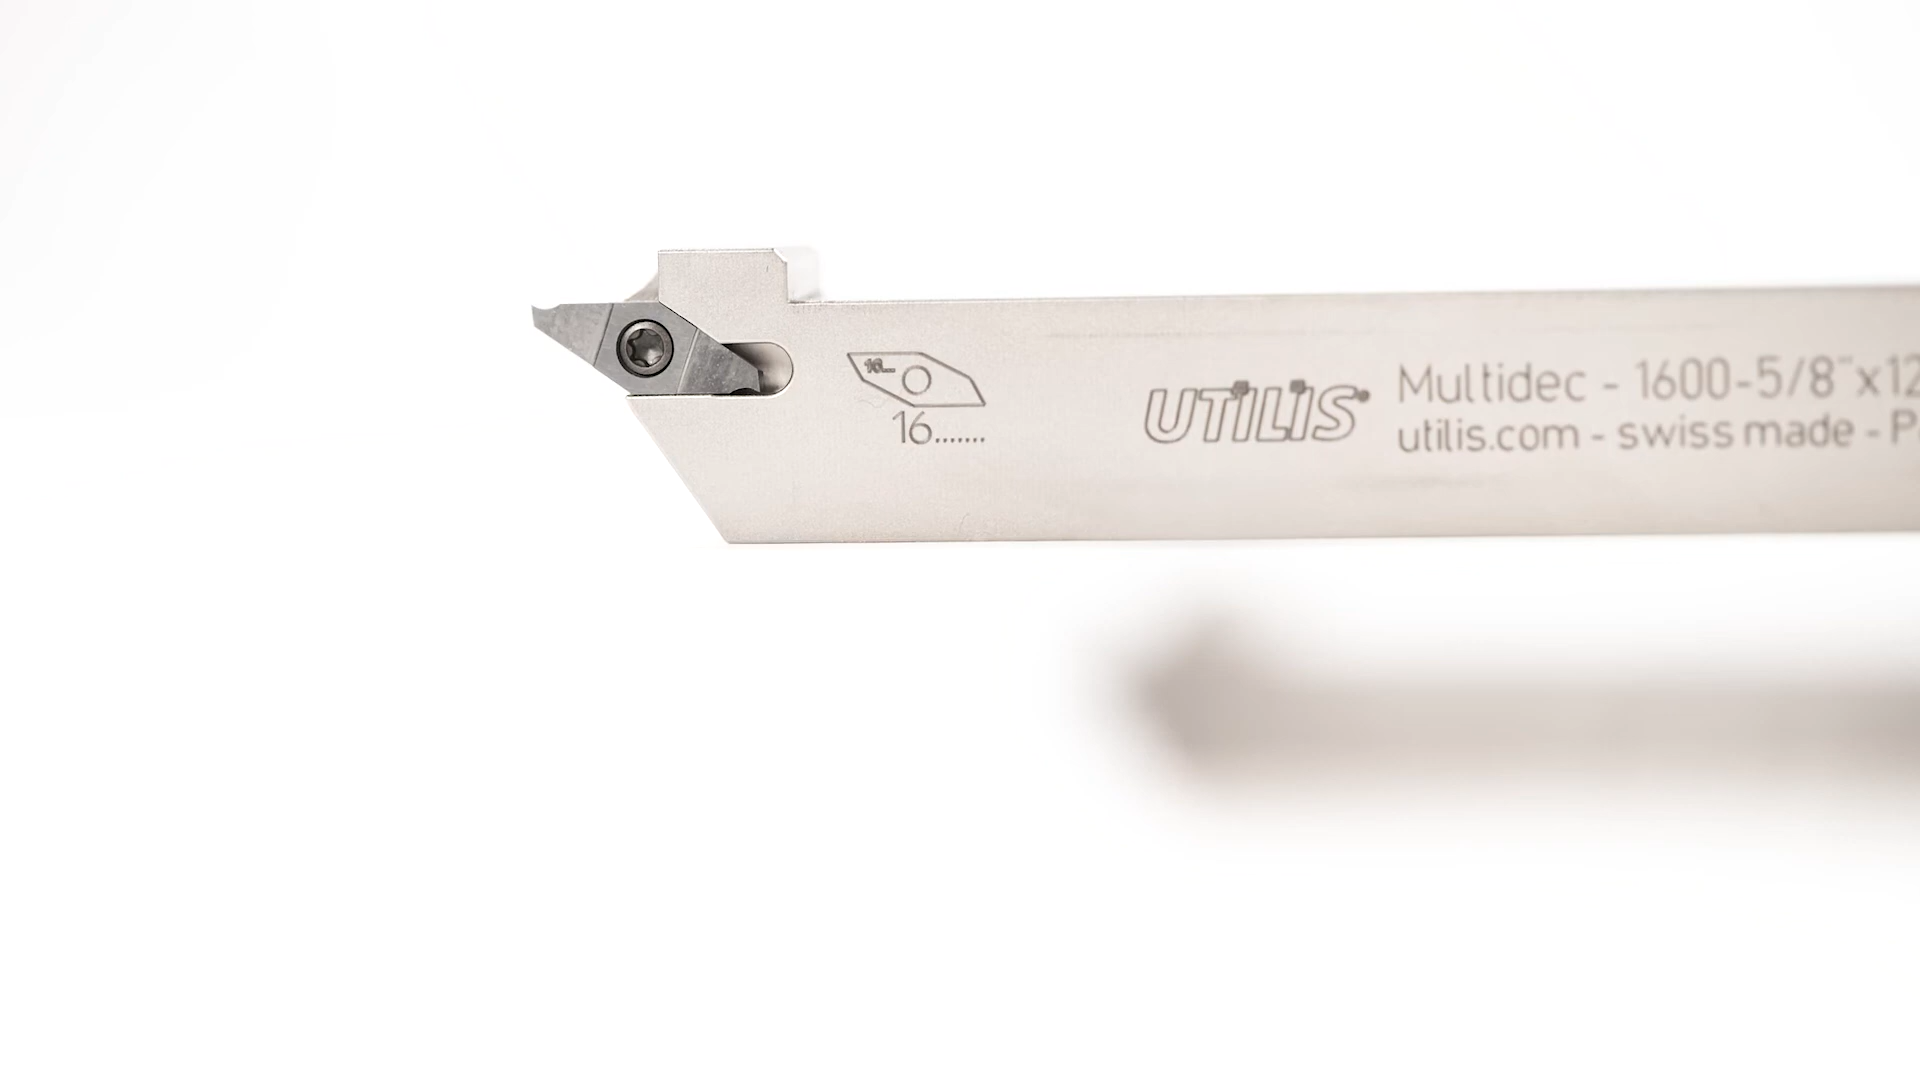 16...
16.......
UTILIS
Multidec - 1600-5/8"x12
utilis.com - swiss made - P